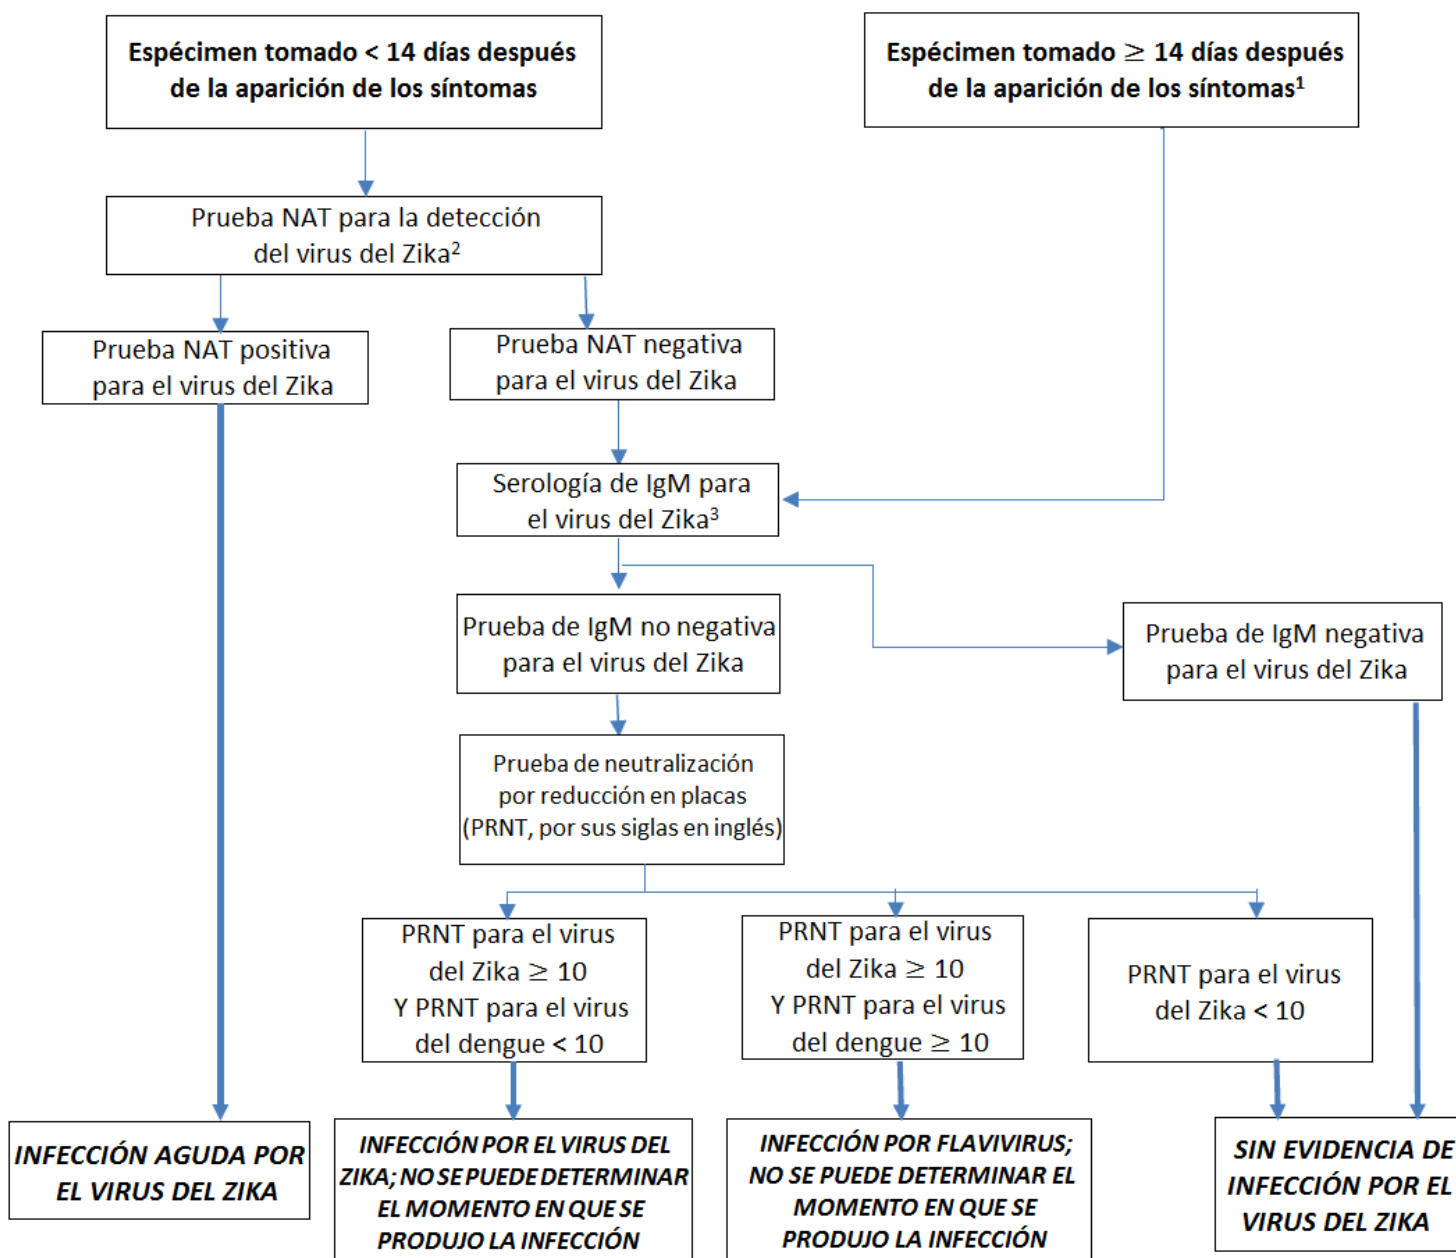 Espécimen tomado < 14 días después
de la aparición de los síntomas
Espécimen tomado ≥ 14 días después
de la aparición de los síntomas¹
Prueba NAT para la detección
del virus del Zika²
Prueba NAT positiva
para el virus del Zika
Prueba NAT negativa
para el virus del Zika
Serología de IgM para
el virus del Zika³
Prueba de IgM no negativa
para el virus del Zika
Prueba de IgM negativa
para el virus del Zika
Prueba de neutralización
por reducción en placas
(PRNT, por sus siglas en inglés)
PRNT para el virus
del Zika ≥ 10
Y PRNT para el virus
del dengue < 10
PRNT para el virus
del Zika ≥ 10
Y PRNT para el virus
del dengue ≥ 10
PRNT para el virus
del Zika < 10
INFECCIÓN AGUDA POR
EL VIRUS DEL ZIKA
INFECCIÓN POR EL VIRUS DEL
ZIKA; NO SE PUEDE DETERMINAR
EL MOMENTO EN QUE SE
PRODUJO LA INFECCIÓN
INFECCIÓN POR FLAVIVIRUS;
NO SE PUEDE DETERMINAR EL
MOMENTO EN QUE SE
PRODUJO LA INFECCIÓN
SIN EVIDENCIA DE
INFECCIÓN POR EL
VIRUS DEL ZIKA